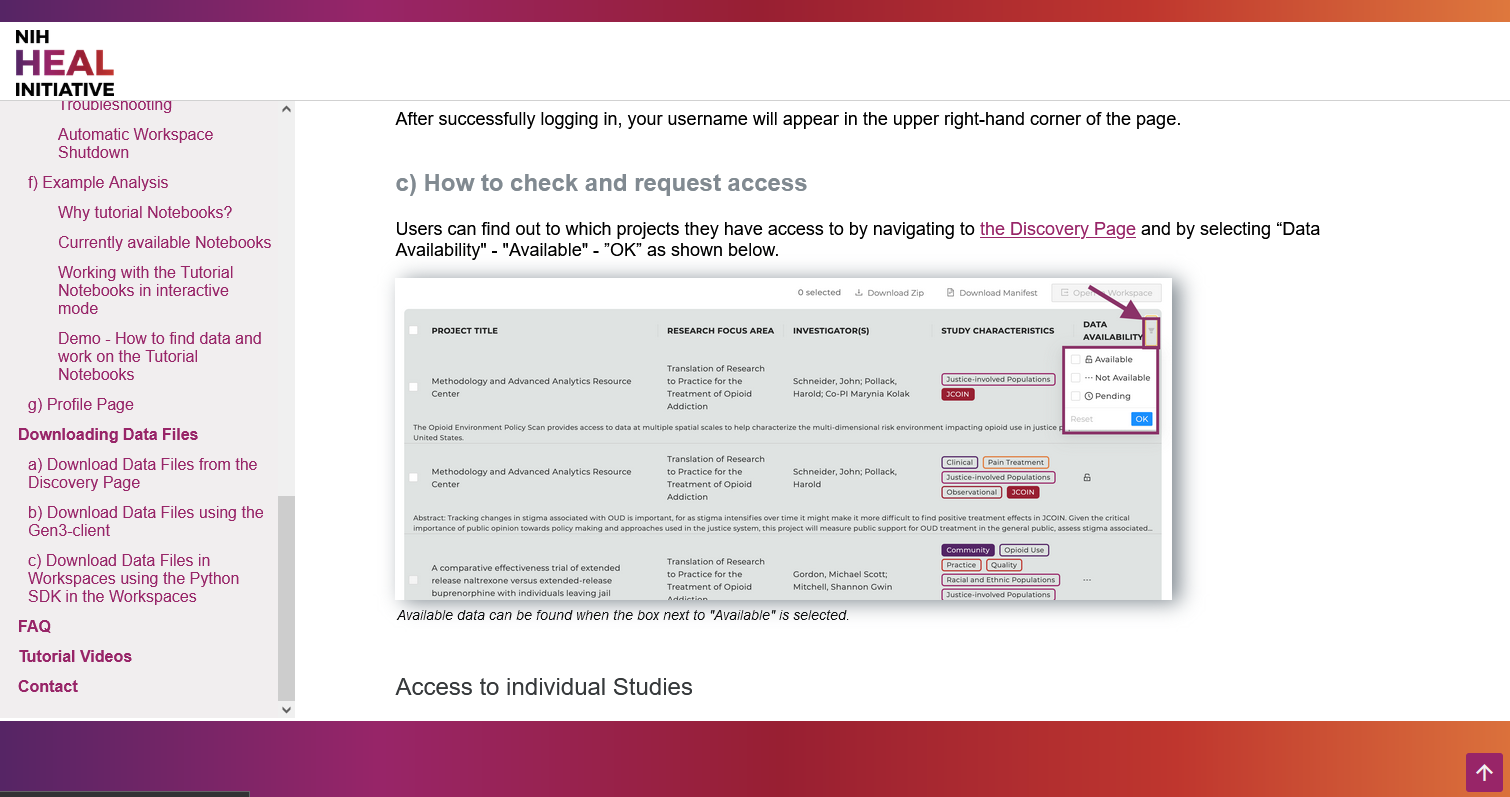 NIH
HEAL
INITIATIVE
Troubleshooting
Automatic Workspace
Shutdown
f) Example Analysis
Why tutorial Notebooks?
Currently available Notebooks
Working with the Tutorial
Notebooks in interactive
mode
Demo - How to find data and
work on the Tutorial
Notebooks
g) Profile Page
Downloading Data Files
a) Download Data Files from the
Discovery Page
b) Download Data Files using the
Gen3-client
c) Download Data Files in
Workspaces using the Python
SDK in the Workspaces
FAQ
Tutorial Videos
Contact
After successfully logging in, your username will appear in the upper right-hand corner of the page.
c) How to check and request access
Users can find out to which projects they have access to by navigating to the Discovery Page and by selecting “Data
Availability" - "Available" - ”OK” as shown below.
0 selected Download Zip Download Manifest Workspace
PROJECT TITLE RESEARCH FOCUS AREA INVESTIGATOR(S) STUDY CHARACTERISTICS DATA
AVAILABILITY
Available
Not Available
Pending
Reset OK
Methodology and Advanced Analytics Resource
Center
Translation of Research
to Practice for the
Treatment of Opioid
Addiction
Schneider, John; Pollack,
Harold; Co-PI Marynia Kolak
Justice-involved Populations
JCOIN
The Opioid Environment Policy Scan provides access to data at multiple spatial scales to help characterize the multi-dimensional risk environment impacting opioid use in justice
United States.
Methodology and Advanced Analytics Resource
Center
Translation of Research
to Practice for the
Treatment of Opioid
Addiction
Schneider, John; Pollack,
Harold
Clinical Pain Treatment
Justice-involved Populations
Observational JCOIN
Abstract: Tracking changes in stigma associated with OUD is important, for as stigma intensifies over time it might make it more difficult to find positive treatment effects in JCOIN. Given the critical
importance of public opinion towards policy making and approaches used in the justice system, this project will measure public support for OUD treatment in the general public, assess stigma associated...
A comparative effectiveness trial of extended
release naltrexone versus extended-release
buprenorphine with individuals leaving jail
Translation of Research
to Practice for the
Treatment of Opioid
Addiction
Gordon, Michael Scott;
Mitchell, Shannon Gwin
Community Opioid Use
Practice Quality
Racial and Ethnic Populations
Justice-involved Populations
Available data can be found when the box next to "Available" is selected.
Access to individual Studies